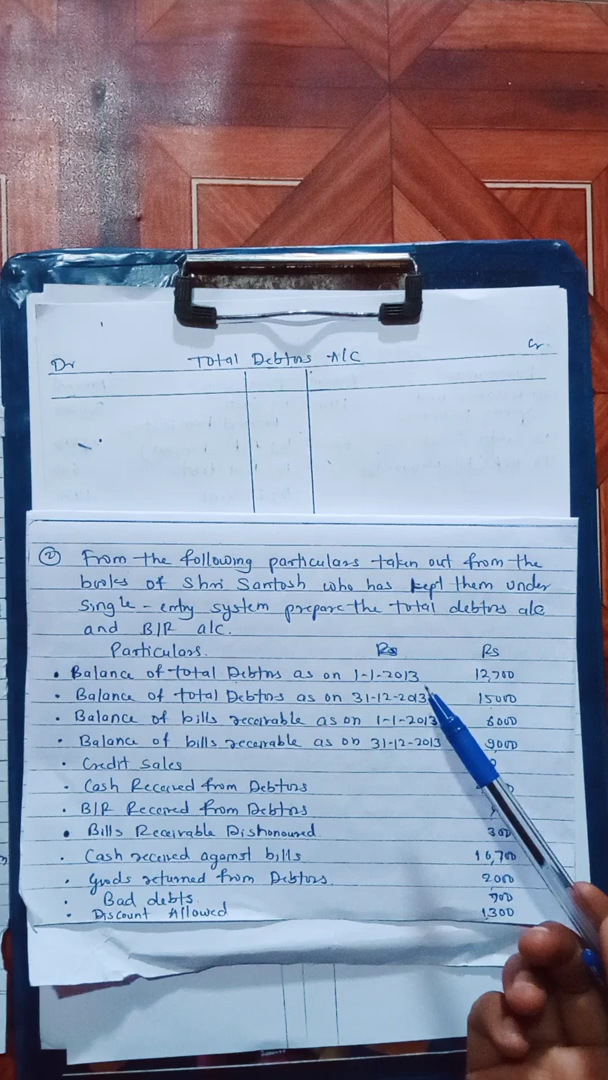 Dr Total Debtors A/C Cr.
② From the following particulars taken out from the
books of Shri Santosh who has kept them under
Single-entry system prepare the total debtors a/c
and B/R a/c.
Particulars. Rs Rs
• Balance of total Debtors as on 1-1-2013 12,700
• Balance of total Debtors as on 31-12-2013 15000
• Balance of bills receivable as on 1-1-2013 6000
• Balance of bills receivable as on 31-12-2013 9000
• Credit Sales
• Cash Received from Debtors
• B/R Received from Debtors
• Bills Receivable Dishonoured 300
• Cash received against bills 16,700
• Goods returned from Debtors. 2000
• Bad debts 700
• Discount Allowed 1,300